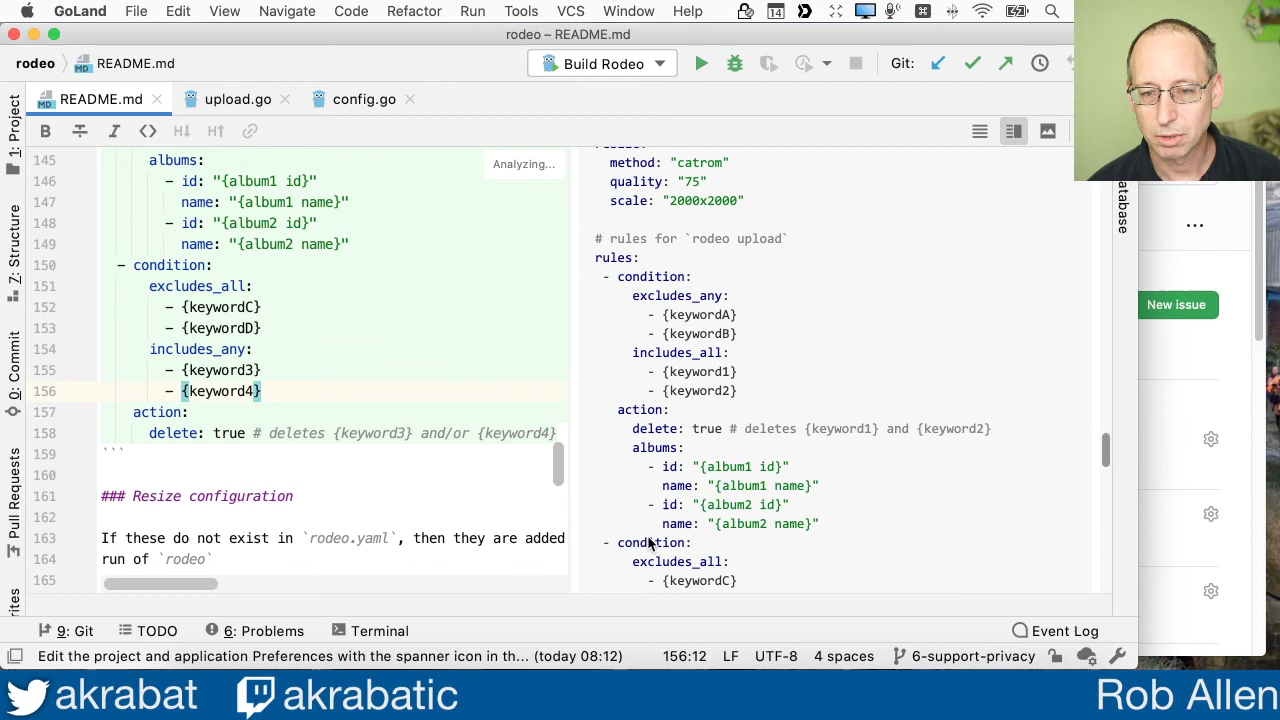 GoLand File Edit View Navigate Code Refactor Run Tools VCS Window Help 14
rodeo – README.md
rodeo README.md Build Rodeo Git:
README.md upload.go config.go
B I
145 albums:
146 - id: "{album1 id}"
147 name: "{album1 name}"
148 - id: "{album2 id}"
149 name: "{album2 name}"
150 - condition:
151 excludes_all:
152 - {keywordC}
153 - {keywordD}
154 includes_any:
155 - {keyword3}
156 - {keyword4}
157 action:
158 delete: true # deletes {keyword3} and/or {keyword4}
159 ```
160
161 ### Resize configuration
162
163 If these do not exist in `rodeo.yaml`, then they are added
164 run of `rodeo`
165
Analyzing...
method: "catrom"
quality: "75"
scale: "2000x2000"
# rules for `rodeo upload`
rules:
- condition:
excludes_any:
- {keywordA}
- {keywordB}
includes_all:
- {keyword1}
- {keyword2}
action:
delete: true # deletes {keyword1} and {keyword2}
albums:
- id: "{album1 id}"
name: "{album1 name}"
- id: "{album2 id}"
name: "{album2 name}"
- condition:
excludes_all:
- {keywordC}
1: Project
7: Structure
0: Commit
Pull Requests
atabase
New issue
9: Git TODO 6: Problems Terminal Event Log
Edit the project and application Preferences with the spanner icon in th... (today 08:12) 156:12 LF UTF-8 4 spaces 6-support-privacy
akrabat akrabatic Rob Allen